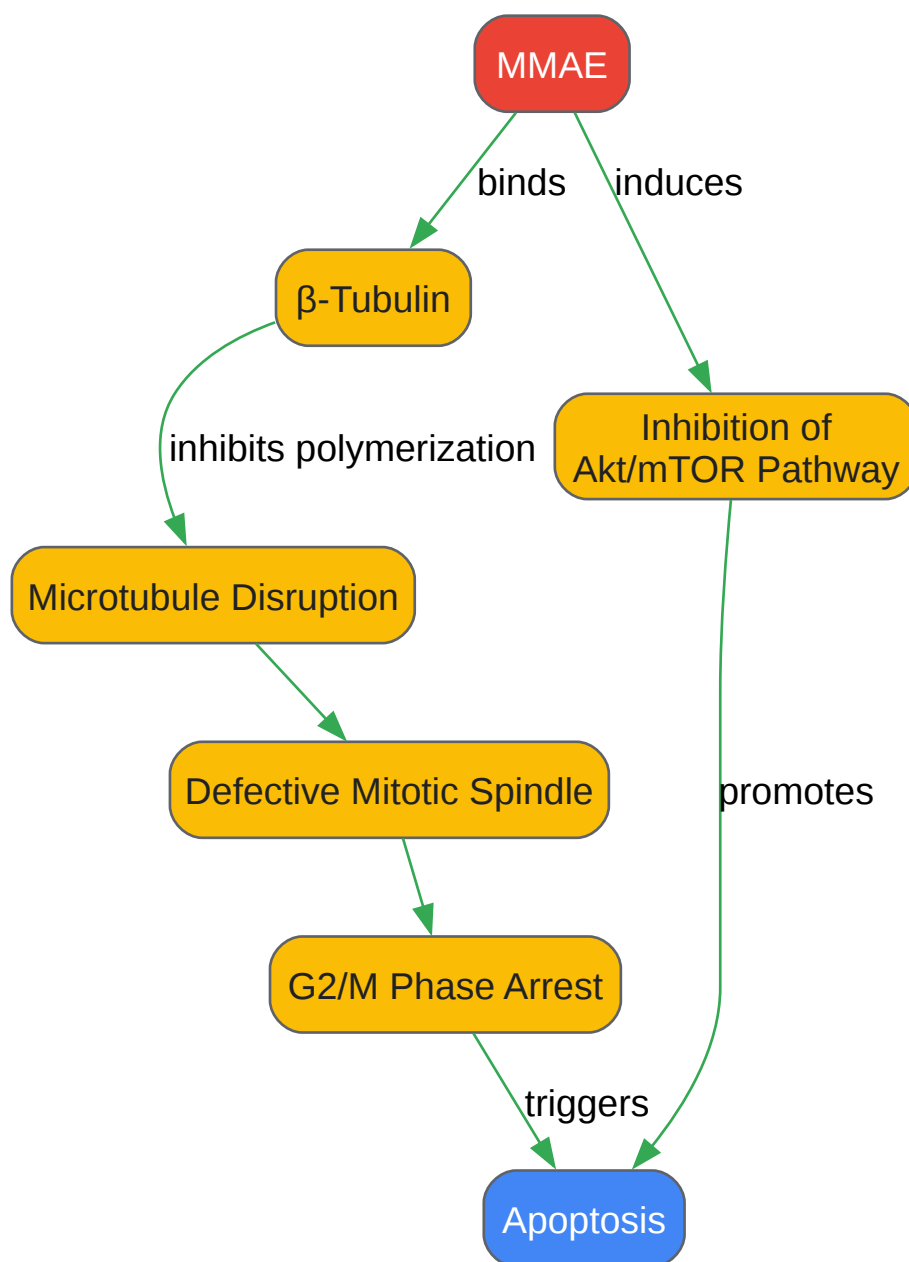 MMAE
binds
induces
β-Tubulin
Inhibition of
Akt/mTOR Pathway
inhibits polymerization
Microtubule Disruption
Defective Mitotic Spindle
promotes
G2/M Phase Arrest
triggers
Apoptosis